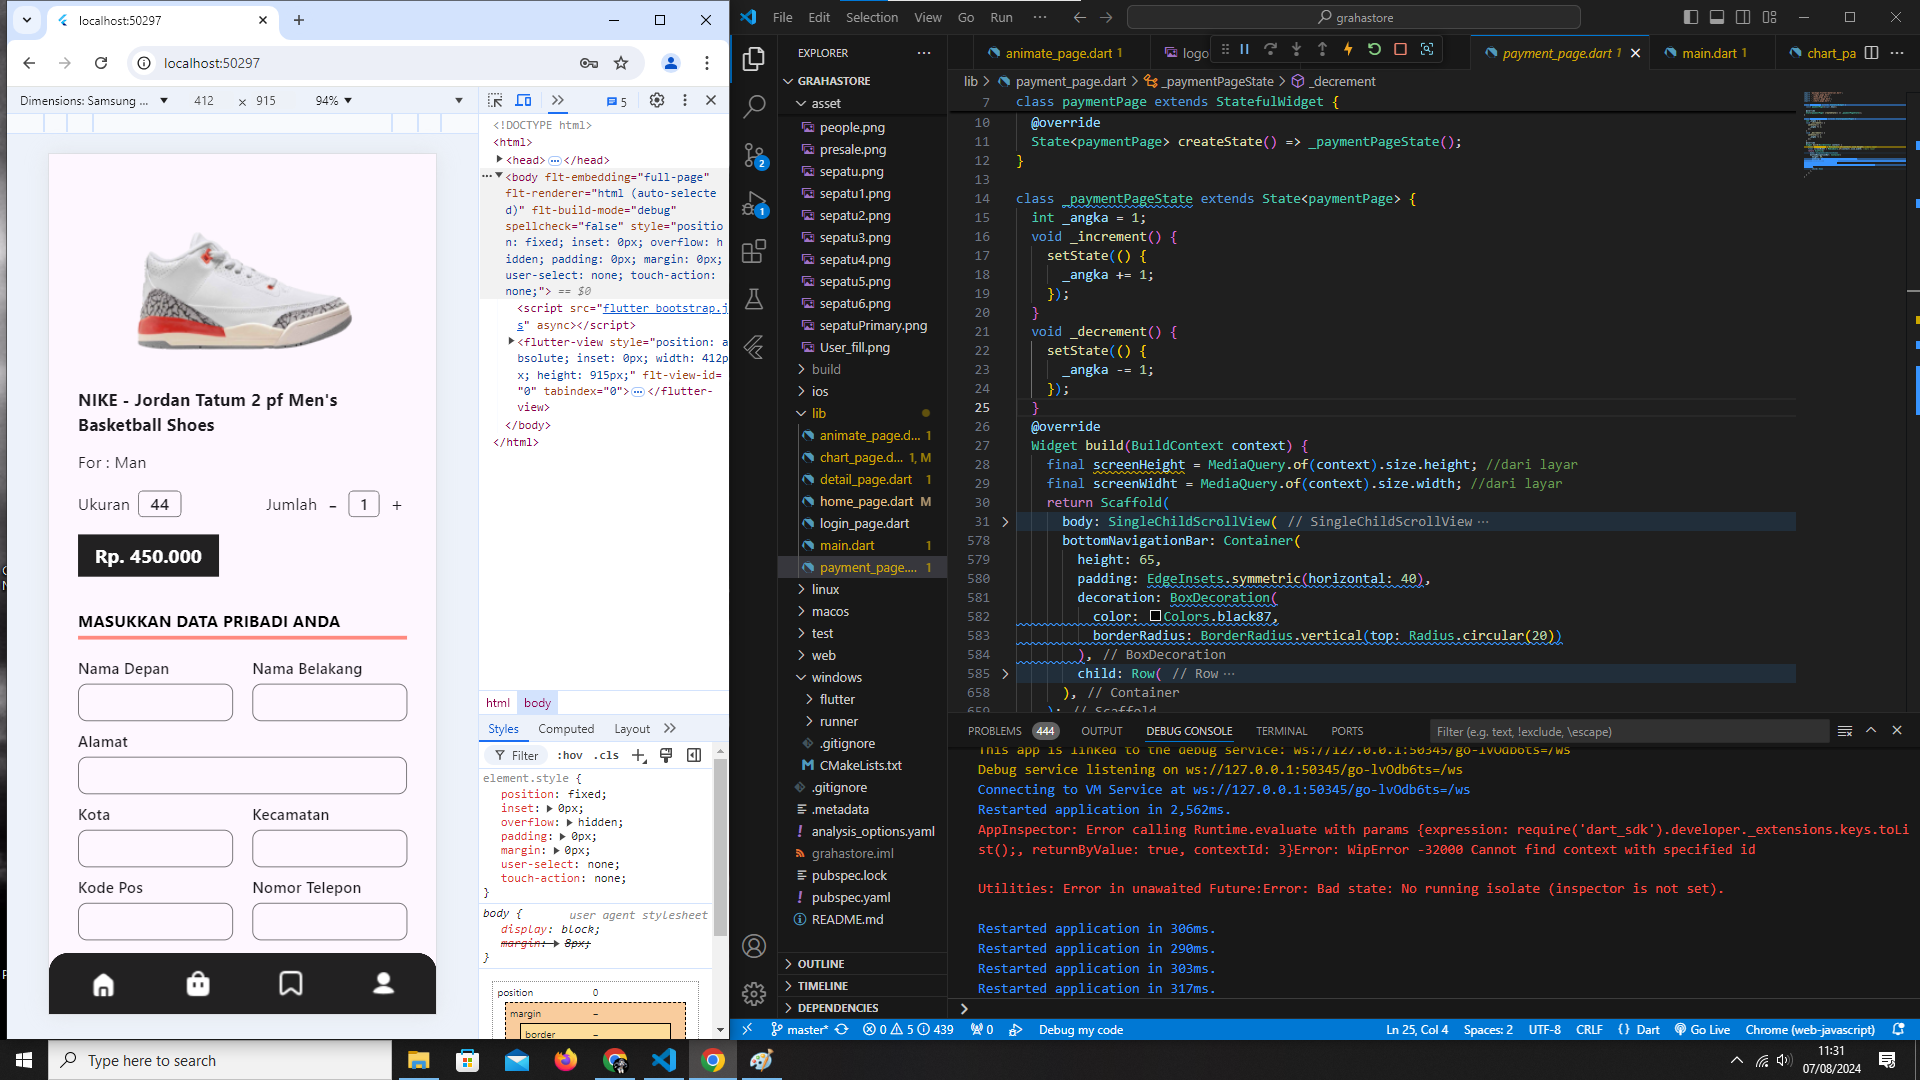 localhost:50297
localhost:50297
Dimensions: Samsung ...
412
×
915
94%
5
NIKE - Jordan Tatum 2 pf Men's
Basketball Shoes
For : Man
Ukuran
44
Jumlah
-
1
+
Rp. 450.000
MASUKKAN DATA PRIBADI ANDA
Nama Depan
Nama Belakang
Alamat
Kota
Kecamatan
Kode Pos
Nomor Telepon
<!DOCTYPE html>
<html>
<head> ... </head>
<body flt-embedding="full-page"
flt-renderer="html (auto-selecte
d)" flt-build-mode="debug"
spellcheck="false" style="positio
n: fixed; inset: 0px; overflow: h
idden; padding: 0px; margin: 0px;
user-select: none; touch-action:
none;"> == $0
<script src="flutter_bootstrap.j
s" async></script>
<flutter-view style="position: a
bsolute; inset: 0px; width: 412p
x; height: 915px;" flt-view-id=
"0" tabindex="0"> ... </flutter-
view>
</body>
</html>
html
body
Styles
Computed
Layout
Filter
:hov
.cls
element.style {
position: fixed;
inset: 0px;
overflow: hidden;
padding: 0px;
margin: 0px;
user-select: none;
touch-action: none;
}
body {
user agent stylesheet
display: block;
margin: 8px;
}
position
0
margin
-
border
-
File
Edit
Selection
View
Go
Run
...
grahastore
EXPLORER
...
GRAHASTORE
asset
people.png
presale.png
sepatu.png
sepatu1.png
sepatu2.png
sepatu3.png
sepatu4.png
sepatu5.png
sepatu6.png
sepatuPrimary.png
User_fill.png
build
ios
lib
animate_page.d... 1
chart_page.d... 1, M
detail_page.dart 1
home_page.dart M
login_page.dart
main.dart 1
payment_page.... 1
linux
macos
test
web
windows
flutter
runner
.gitignore
CMakeLists.txt
.gitignore
.metadata
analysis_options.yaml
grahastore.iml
pubspec.lock
pubspec.yaml
README.md
OUTLINE
TIMELINE
DEPENDENCIES
2
1
animate_page.dart 1
logo
payment_page.dart 1
main.dart 1
chart_pa
lib > payment_page.dart > _paymentPageState > _decrement
7 class paymentPage extends StatefulWidget {
10 @override
11 State<paymentPage> createState() => _paymentPageState();
12 }
13
14 class _paymentPageState extends State<paymentPage> {
15 int _angka = 1;
16 void _increment() {
17 setState(() {
18 _angka += 1;
19 });
20 }
21 void _decrement() {
22 setState(() {
23 _angka -= 1;
24 });
25 }
26 @override
27 Widget build(BuildContext context) {
28 final screenHeight = MediaQuery.of(context).size.height; //dari layar
29 final screenWidht = MediaQuery.of(context).size.width; //dari layar
30 return Scaffold(
31 body: SingleChildScrollView( // SingleChildScrollView ...
578 bottomNavigationBar: Container(
579 height: 65,
580 padding: EdgeInsets.symmetric(horizontal: 40),
581 decoration: BoxDecoration(
582 color: Colors.black87,
583 borderRadius: BorderRadius.vertical(top: Radius.circular(20))
584 ), // BoxDecoration
585 child: Row( // Row ...
658 ), // Container
659 ); // Scaffold
PROBLEMS 444
OUTPUT
DEBUG CONSOLE
TERMINAL
PORTS
Filter (e.g. text, !exclude, \escape)
This app is linked to the debug service: ws://127.0.0.1:50345/go-lvOdb6ts=/ws
Debug service listening on ws://127.0.0.1:50345/go-lvOdb6ts=/ws
Connecting to VM Service at ws://127.0.0.1:50345/go-lvOdb6ts=/ws
Restarted application in 2,562ms.
AppInspector: Error calling Runtime.evaluate with params {expression: require('dart_sdk').developer._extensions.keys.toLi
st();, returnByValue: true, contextId: 3}Error: WipError -32000 Cannot find context with specified id
Utilities: Error in unawaited Future:Error: Bad state: No running isolate (inspector is not set).
Restarted application in 306ms.
Restarted application in 290ms.
Restarted application in 303ms.
Restarted application in 317ms.
master*
0
5
439
0
Debug my code
Ln 25, Col 4
Spaces: 2
UTF-8
CRLF
{ } Dart
Go Live
Chrome (web-javascript)
Type here to search
11:31
07/08/2024